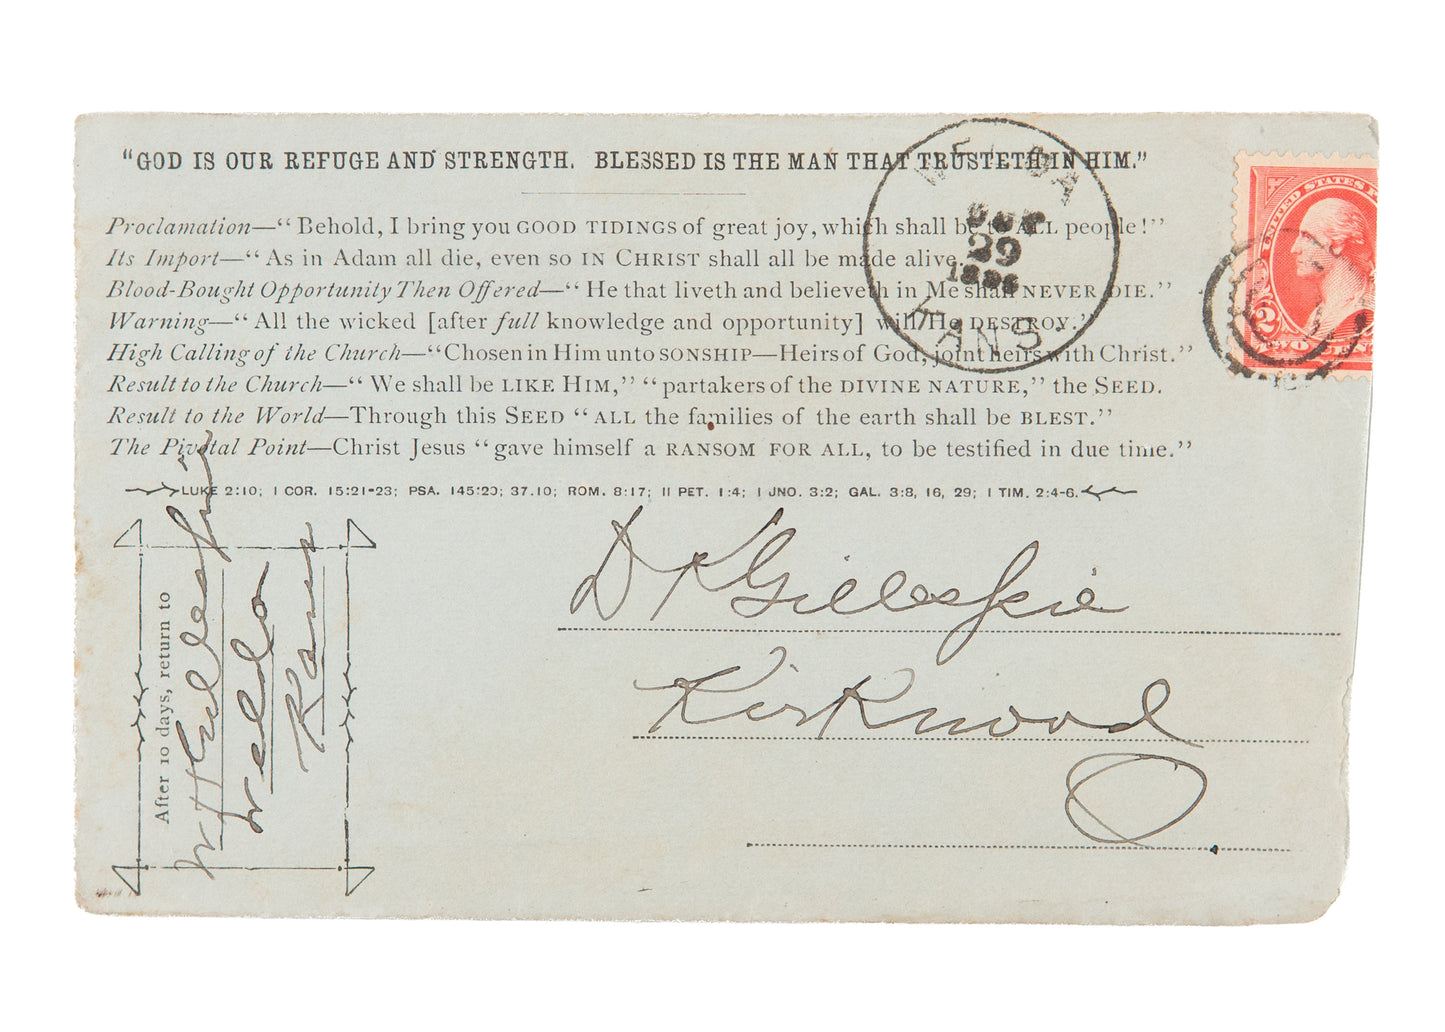 "GOD IS OUR REFUGE AND STRENGTH. BLESSED IS THE MAN THAT TRUSTETH IN HIM."
Proclamation—"Behold, I bring you GOOD TIDINGS of great joy, which shall be to ALL people!"
Its Import—"As in Adam all die, even so IN CHRIST shall all be made alive.
Blood-Bought Opportunity Then Offered—"He that liveth and believeth in Me shall NEVER DIE."
Warning—"All the wicked [after full knowledge and opportunity] will He DESTROY."
High Calling of the Church—"Chosen in Him unto SONSHIP—Heirs of God, joint heirs with Christ."
Result to the Church—"We shall be LIKE HIM," "partakers of the DIVINE NATURE," the SEED.
Result to the World—Through this SEED "ALL the families of the earth shall be BLEST."
The Pivotal Point—Christ Jesus "gave himself a RANSOM FOR ALL, to be testified in due time."
LUKE 2:10; 1 COR. 15:21-23; PSA. 145:20; 37.10; ROM. 8:17; II PET. 1:4; I JNO. 3:2; GAL. 3:8, 16, 29; I TIM. 2:4-6.
WELDA
29
KANS.
UNITED STATES P
2
TWO CEN
After 10 days, return to
Welda
Kans
D K Gillespie
Kirkwood
O.